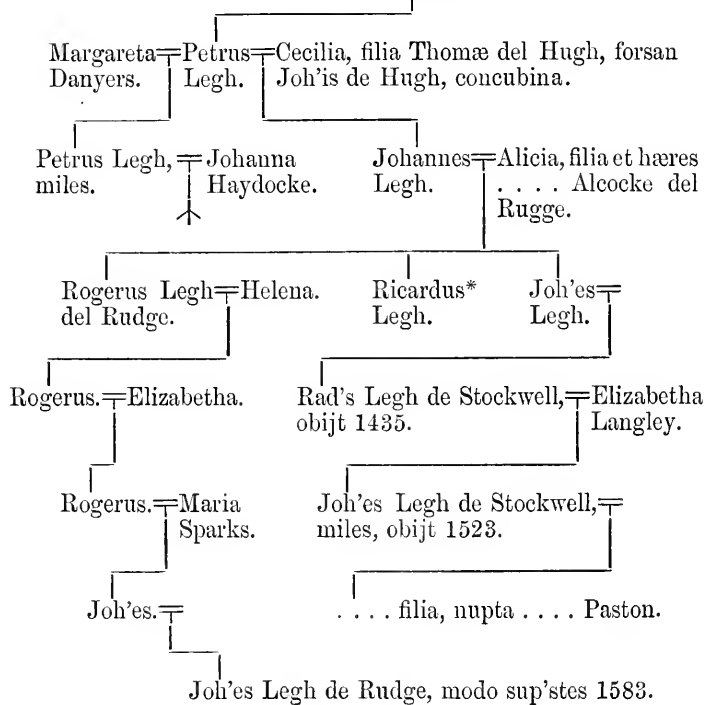 Margareta Petrus Cecilia, filia Thomæ del Hugh, forsan
Danyers. Legh. Joh'is de Hugh, concubina.
Petrus Legh, Johanna Johannes Alicia, filia et hæres
miles. Haydocke. Legh. . . . . Alcocke del
Rugge.
Rogerus Legh Helena. Ricardus* Joh'es
del Rudge. Legh. Legh.
Rogerus. Elizabetha. Rad's Legh de Stockwell, Elizabetha
obijt 1435. Langley.
Rogerus. Maria Joh'es Legh de Stockwell,
Sparks. miles, obijt 1523.
Joh'es. . . . . filia, nupta . . . . Paston.
Joh'es Legh de Rudge, modo sup'stes 1583.